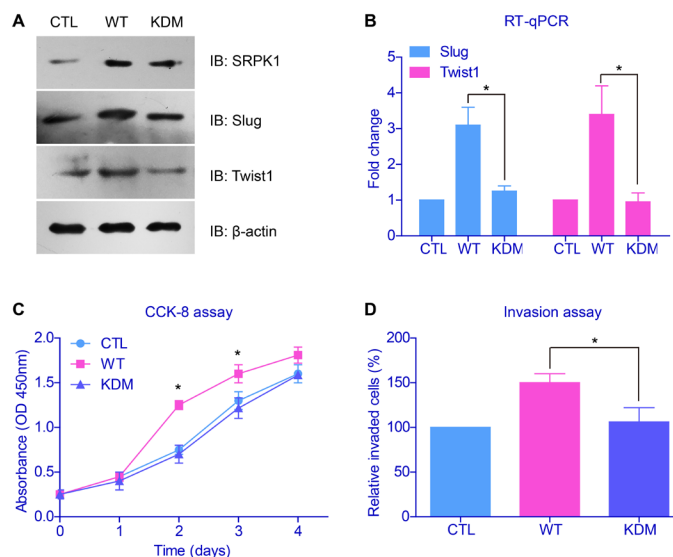 A
CTL WT KDM
IB: SRPK1
IB: Slug
IB: Twist1
IB: β-actin
B
RT-qPCR
Slug
Twist1
Fold change
5
4
3
2
1
0
*
*
CTL WT KDM CTL WT KDM
C
CCK-8 assay
CTL
WT
KDM
Absorbance (OD 450nm)
2.0
1.5
1.0
0.5
0.0
*
*
0 1 2 3 4
Time (days)
D
Invasion assay
Relative invaded cells (%)
200
150
100
50
0
*
CTL WT KDM